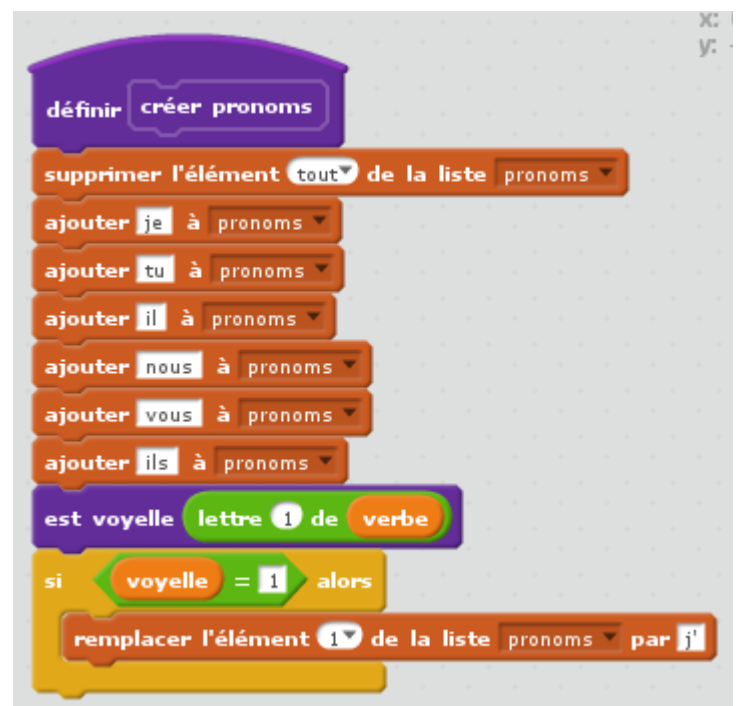 x:
y: -
définir créer pronoms
supprimer l'élément tout de la liste pronoms
ajouter je à pronoms
ajouter tu à pronoms
ajouter il à pronoms
ajouter nous à pronoms
ajouter vous à pronoms
ajouter ils à pronoms
est voyelle lettre 1 de verbe
si voyelle = 1 alors
remplacer l'élément 1 de la liste pronoms par j'